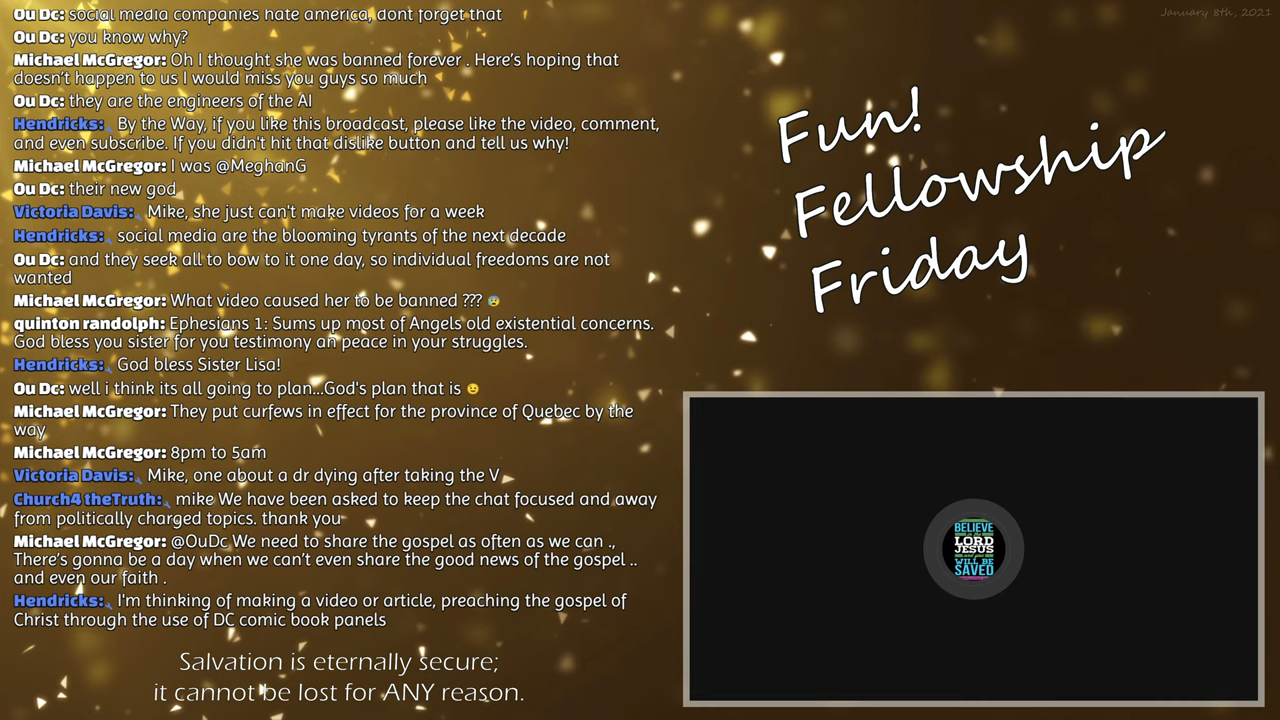 Ou Dc: social media companies hate america, dont forget that
Ou Dc: you know why?
Michael McGregor: Oh I thought she was banned forever . Here's hoping that
doesn't happen to us I would miss you guys so much
Ou Dc: they are the engineers of the AI
Hendricks: By the Way, if you like this broadcast, please like the video, comment,
and even subscribe. If you didn't hit that dislike button and tell us why!
Michael McGregor: I was @MeghanG
Ou Dc: their new god
Victoria Davis: Mike, she just can't make videos for a week
Hendricks: social media are the blooming tyrants of the next decade
Ou Dc: and they seek all to bow to it one day, so individual freedoms are not
wanted
Michael McGregor: What video caused her to be banned ??? 😰
quinton randolph: Ephesians 1: Sums up most of Angels old existential concerns.
God bless you sister for you testimony an peace in your struggles.
Hendricks: God bless Sister Lisa!
Ou Dc: well i think its all going to plan...God's plan that is 😉
Michael McGregor: They put curfews in effect for the province of Quebec by the
way
Michael McGregor: 8pm to 5am
Victoria Davis: Mike, one about a dr dying after taking the V
Church4theTruth: mike We have been asked to keep the chat focused and away
from politically charged topics. thank you
Michael McGregor: @OuDc We need to share the gospel as often as we can .,
There's gonna be a day when we can't even share the good news of the gospel ..
and even our faith .
Hendricks: I'm thinking of making a video or article, preaching the gospel of
Christ through the use of DC comic book panels
Salvation is eternally secure;
it cannot be lost for ANY reason.
January 8th, 2021
Fun!
Fellowship
Friday
BELIEVE
LORD
JESUS
WILL BE
SAVED